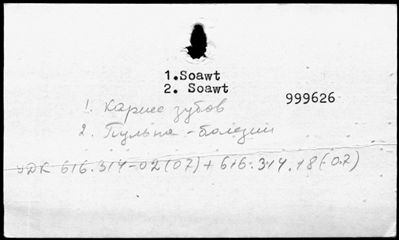 1.Soawt
2. Soawt
999626
1. Кариес зубов
2. Пульпа - болезни
УДК 616.314-02(07)+616.314.18(-07)